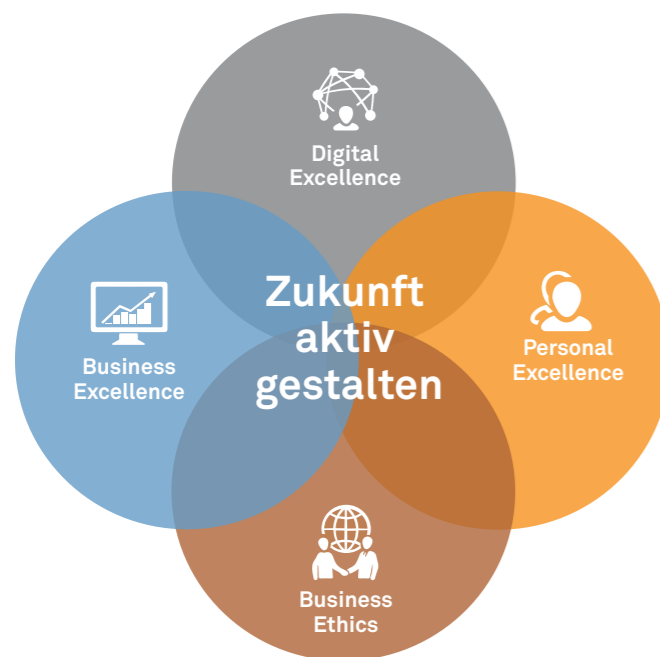 Digital
Excellence
Zukunft
aktiv
gestalten
Business
Excellence
Personal
Excellence
Business
Ethics